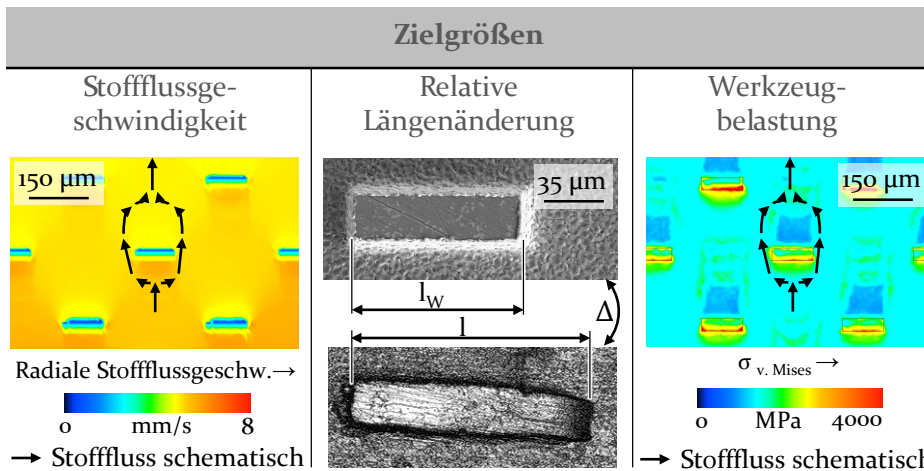 Zielgrößen
Stoffflussge-
schwindigkeit
150 µm
Radiale Stoffflussgeschw.→
0 mm/s 8
→ Stofffluss schematisch
Relative
Längenänderung
35 µm
l_W
l
Δ
Werkzeug-
belastung
150 µm
σ v. Mises →
0 MPa 4000
→ Stofffluss schematisch